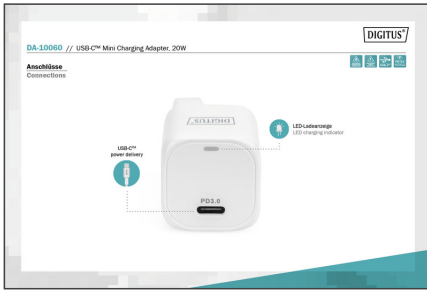 DIGITUS®
DA-10060 // USB-C™ Mini Charging Adapter, 20W
Anschlüsse
Connections
DIGITUS
LED-Ladeanzeige
LED charging indicator
USB-C™
power delivery
PD3.0